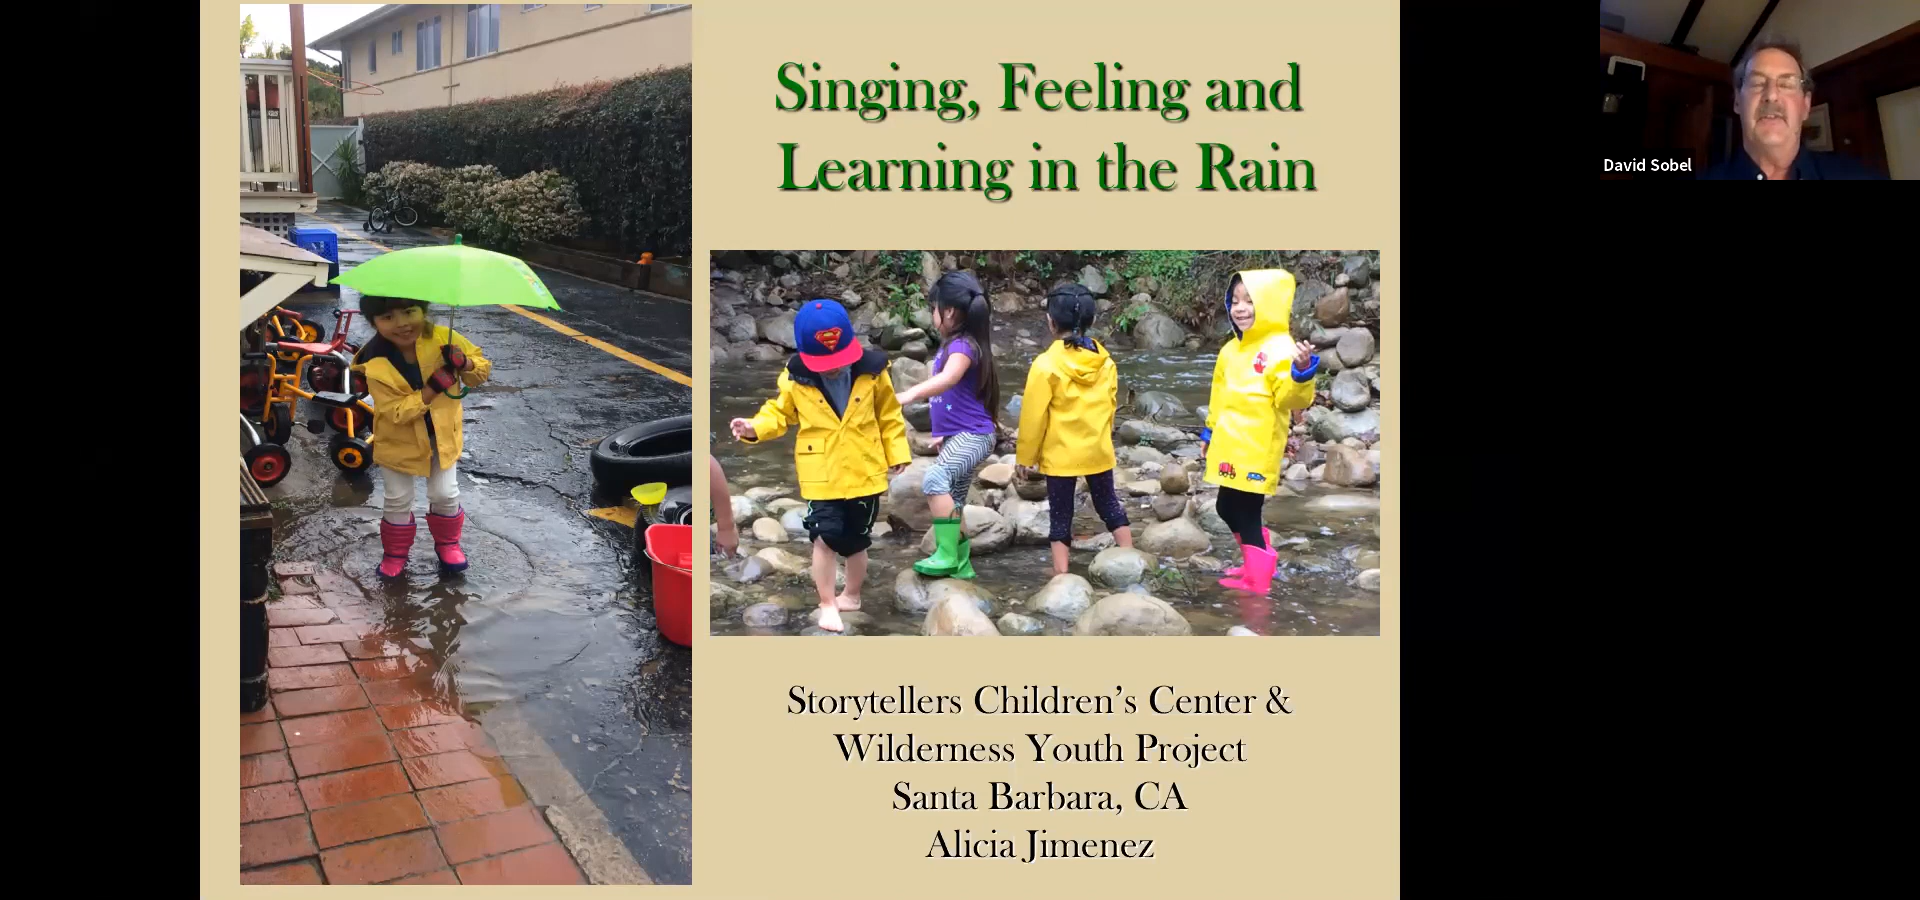 Singing, Feeling and
Learning in the Rain
David Sobel
Storytellers Children's Center &
Wilderness Youth Project
Santa Barbara, CA
Alicia Jimenez